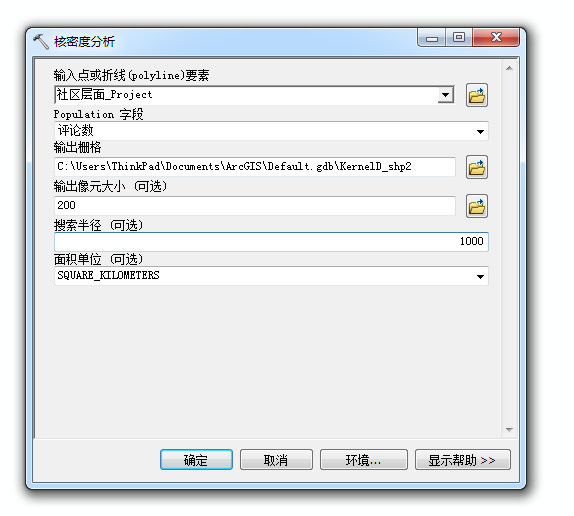 核密度分析
输入点或折线(polyline)要素
社区层面_Project
Population 字段
评论数
输出栅格
C:\Users\ThinkPad\Documents\ArcGIS\Default.gdb\KernelD_shp2
输出像元大小 (可选)
200
搜索半径 (可选)
1000
面积单位 (可选)
SQUARE_KILOMETERS
确定 取消 环境... 显示帮助 >>